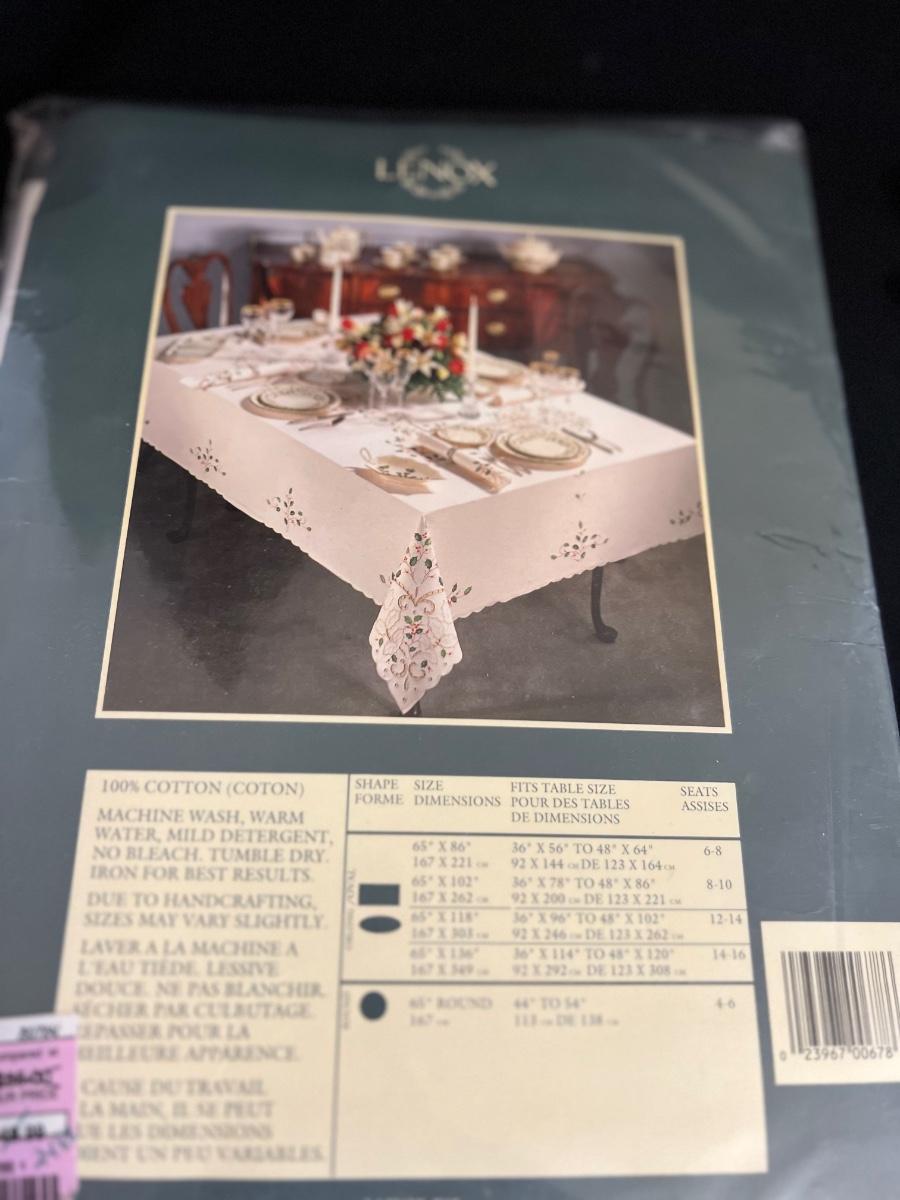 LENOX
100% COTTON (COTON)
MACHINE WASH, WARM
WATER, MILD DETERGENT,
NO BLEACH. TUMBLE DRY.
IRON FOR BEST RESULTS.
DUE TO HANDCRAFTING,
SIZES MAY VARY SLIGHTLY.
LAVER A LA MACHINE A
L'EAU TIÈDE. LESSIVE
DOUCE. NE PAS BLANCHIR.
SÉCHER PAR CULBUTAGE.
REPASSER POUR LA
MEILLEURE APPARENCE.
CAUSE DU TRAVAIL
LA MAIN, IL SE PEUT
QUE LES DIMENSIONS
SOIENT UN PEU VARIABLES.
SHAPE SIZE FITS TABLE SIZE SEATS
FORME DIMENSIONS POUR DES TABLES ASSISES
DE DIMENSIONS
65" X 86" 36" X 56" TO 48" X 64" 6-8
167 X 221 CM 92 X 144 CM DE 123 X 164 CM
65" X 102" 36" X 78" TO 48" X 86" 8-10
167 X 262 CM 92 X 200 CM DE 123 X 221 CM
65" X 118" 36" X 96" TO 48" X 102" 12-14
167 X 303 CM 92 X 246 CM DE 123 X 262 CM
65" X 136" 36" X 114" TO 48" X 120" 14-16
167 X 349 CM 92 X 292 CM DE 123 X 308 CM
65" ROUND 44" TO 54" 4-6
167 CM 113 CM DE 138 CM
0 23967 00678